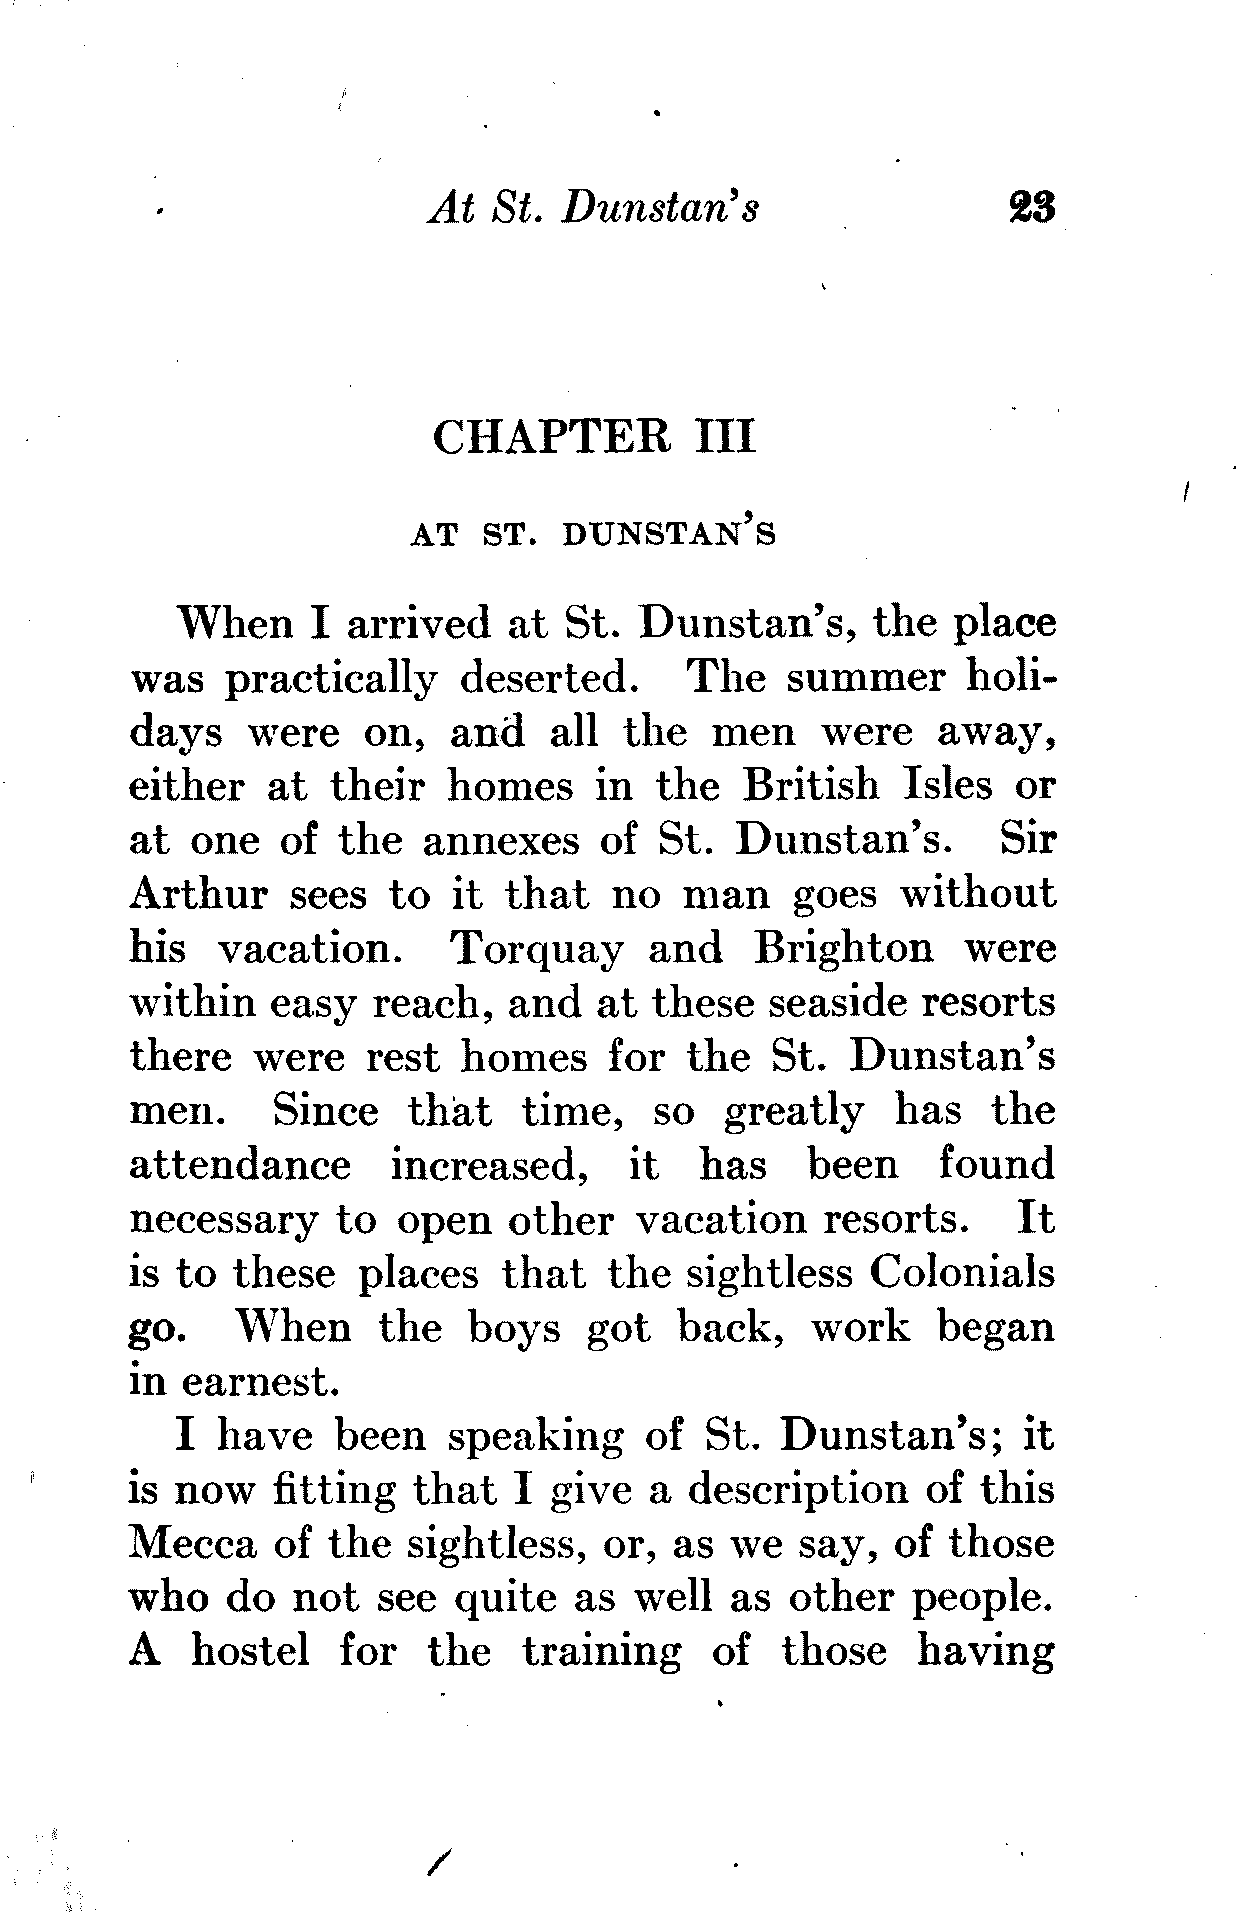 At St. Dunstan's 23
CHAPTER III
AT ST. DUNSTAN'S
When I arrived at St. Dunstan's, the place
was practically deserted. The summer holi-
days were on, and all the men were away,
either at their homes in the British Isles or
at one of the annexes of St. Dunstan's. Sir
Arthur sees to it that no man goes without
his vacation. Torquay and Brighton were
within easy reach, and at these seaside resorts
there were rest homes for the St. Dunstan's
men. Since that time, so greatly has the
attendance increased, it has been found
necessary to open other vacation resorts. It
is to these places that the sightless Colonials
go. When the boys got back, work began
in earnest.
I have been speaking of St. Dunstan's; it
is now fitting that I give a description of this
Mecca of the sightless, or, as we say, of those
who do not see quite as well as other people.
A hostel for the training of those having